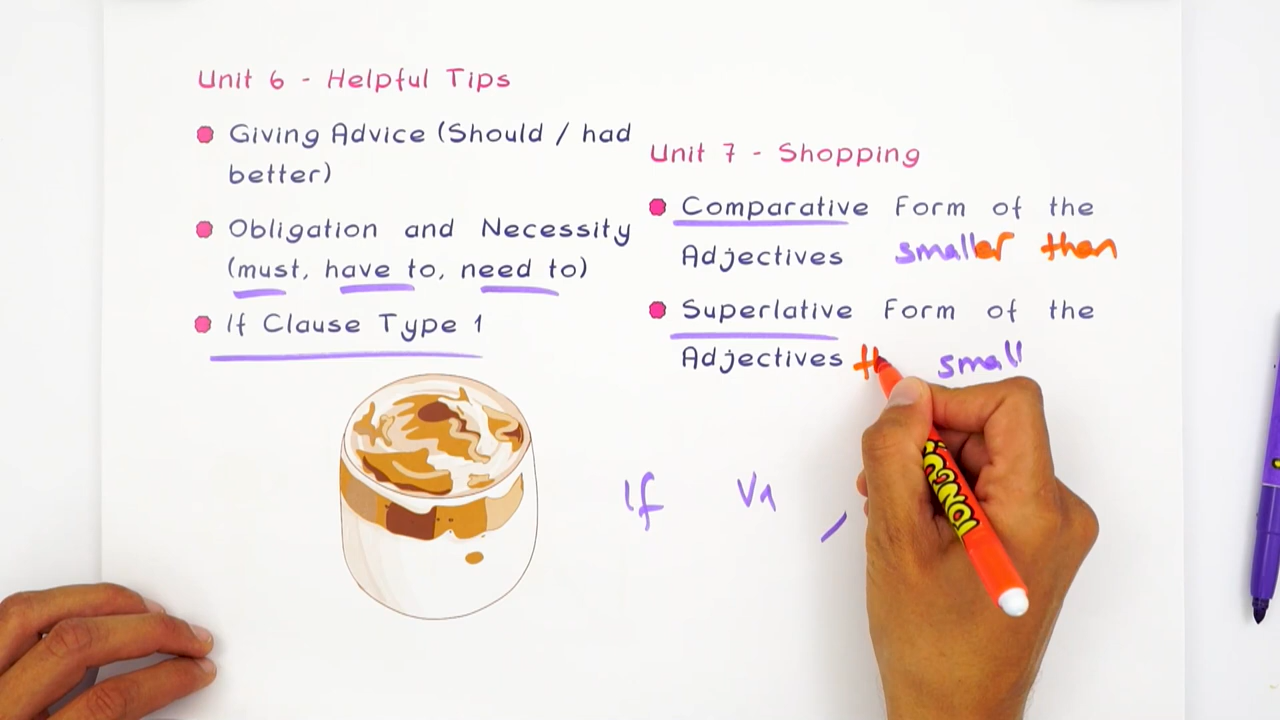 Unit 6 - Helpful Tips
Giving Advice (Should / had
better)
Obligation and Necessity
(must, have to, need to)
If Clause Type 1
Unit 7 - Shopping
Comparative Form of the
Adjectives smaller than
Superlative Form of the
Adjectives small
If V1